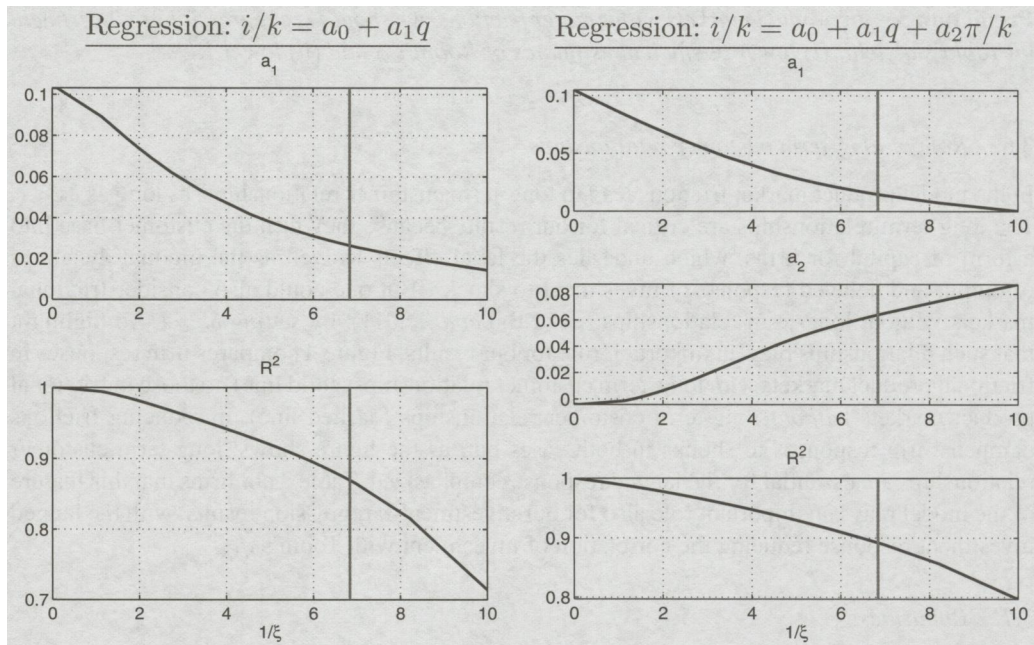 Regression: i/k = a₀ + a₁q
a₁
0.1
0.08
0.06
0.04
0.02
0
0 2 4 6 8 10
R²
1
0.9
0.8
0.7
0 2 4 6 8 10
1/ξ
Regression: i/k = a₀ + a₁q + a₂π/k
a₁
0.1
0.05
0
0 2 4 6 8 10
a₂
0.08
0.06
0.04
0.02
0
0 2 4 6 8 10
R²
1
0.9
0.8
0 2 4 6 8 10
1/ξ